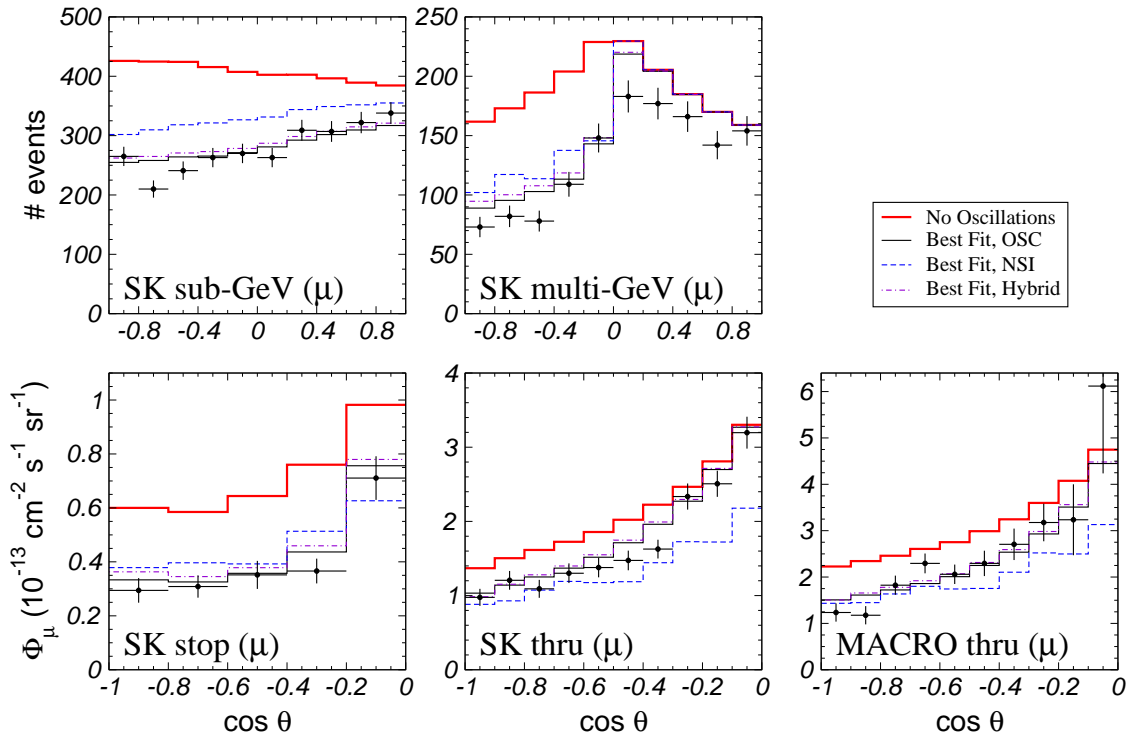 500
400
300
200
100
0
# events
SK sub-GeV (μ)
-0.8 -0.4 0 0.4 0.8
250
200
150
100
50
0
SK multi-GeV (μ)
-0.8 -0.4 0 0.4 0.8
No Oscillations
Best Fit, OSC
Best Fit, NSI
Best Fit, Hybrid
1
0.8
0.6
0.4
0.2
0
Φμ (10⁻¹³ cm⁻² s⁻¹ sr⁻¹)
SK stop (μ)
-1 -0.8 -0.6 -0.4 -0.2 0
cos θ
4
3
2
1
0
SK thru (μ)
-1 -0.8 -0.6 -0.4 -0.2 0
cos θ
6
5
4
3
2
1
0
MACRO thru (μ)
-1 -0.8 -0.6 -0.4 -0.2 0
cos θ